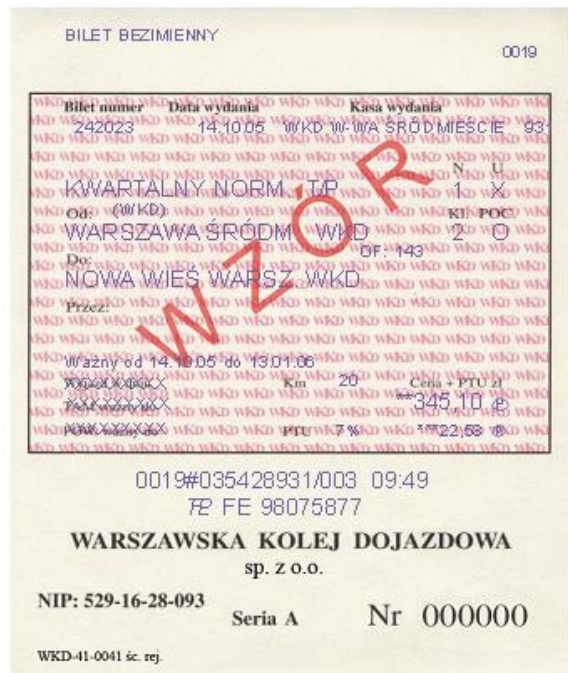 BILET BEZIMIENNY
0019
Bilet numer Data wydania Kasa wydania
242023 14.10.05 WKD W-WA ŚRÓDMIEŚCIE 931
N U
KWARTALNY NORM. T/P 1 X
Od: (WKD) Kl POC.
WARSZAWA ŚRÓDM WKD 2 O
Do: OF: 143
NOWA WIEŚ WARSZ. WKD
Przez:
WZÓR
Ważny od 14.10.05 do 13.01.06
Km 20 Cena + PTU zł
**345,10
PTU 7% ***22,58
0019#035428931/003 09:49
FE 98075877
WARSZAWSKA KOLEJ DOJAZDOWA
sp. z o.o.
NIP: 529-16-28-093
Seria A Nr 000000
WKD-41-0041 śc. rej.